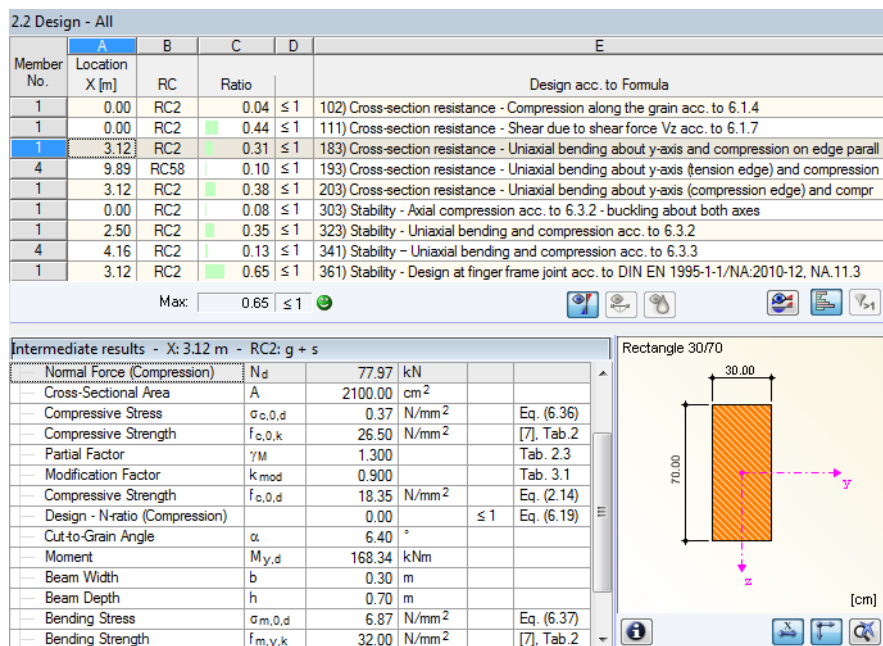 2.2 Design - All
A B C D E
Member No. Location X [m] RC Ratio Design acc. to Formula
1 0.00 RC2 0.04 ≤ 1 102) Cross-section resistance - Compression along the grain acc. to 6.1.4
1 0.00 RC2 0.44 ≤ 1 111) Cross-section resistance - Shear due to shear force Vz acc. to 6.1.7
1 3.12 RC2 0.31 ≤ 1 183) Cross-section resistance - Uniaxial bending about y-axis and compression on edge parall
4 9.89 RC58 0.10 ≤ 1 193) Cross-section resistance - Uniaxial bending about y-axis (tension edge) and compression
1 3.12 RC2 0.38 ≤ 1 203) Cross-section resistance - Uniaxial bending about y-axis (compression edge) and compr
1 0.00 RC2 0.08 ≤ 1 303) Stability - Axial compression acc. to 6.3.2 - buckling about both axes
1 2.50 RC2 0.35 ≤ 1 323) Stability - Uniaxial bending and compression acc. to 6.3.2
4 4.16 RC2 0.13 ≤ 1 341) Stability – Uniaxial bending and compression acc. to 6.3.3
1 3.12 RC2 0.65 ≤ 1 361) Stability - Design at finger frame joint acc. to DIN EN 1995-1-1/NA:2010-12, NA.11.3
Max: 0.65 ≤ 1
>1
Intermediate results - X: 3.12 m - RC2: g + s
Normal Force (Compression) Nd 77.97 kN
Cross-Sectional Area A 2100.00 cm2
Compressive Stress σc,0,d 0.37 N/mm2 Eq. (6.36)
Compressive Strength fc,0,k 26.50 N/mm2 [7], Tab.2
Partial Factor γM 1.300 Tab. 2.3
Modification Factor kmod 0.900 Tab. 3.1
Compressive Strength fc,0,d 18.35 N/mm2 Eq. (2.14)
Design - N-ratio (Compression) 0.00 ≤ 1 Eq. (6.19)
Cut-to-Grain Angle α 6.40 °
Moment My,d 168.34 kNm
Beam Width b 0.30 m
Beam Depth h 0.70 m
Bending Stress σm,0,d 6.87 N/mm2 Eq. (6.37)
Bending Strength fm,y,k 32.00 N/mm2 [7], Tab.2
Rectangle 30/70
30.00
70.00
y
z
[cm]
x